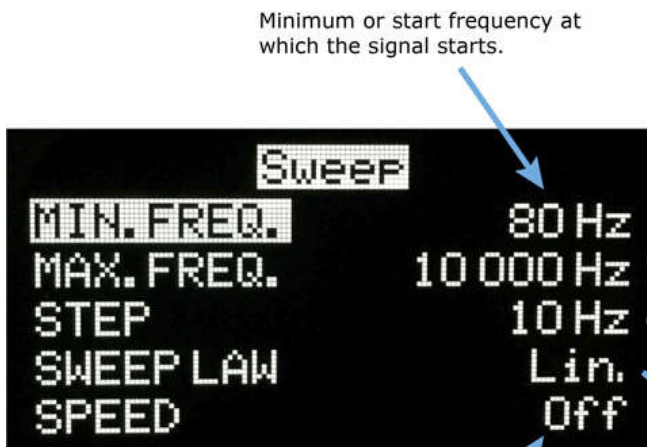 Minimum or start frequency at
which the signal starts.
Sweep
MIN. FREQ. 80 Hz
MAX. FREQ. 10 000 Hz
STEP 10 Hz
SWEEP LAW Lin.
SPEED Off